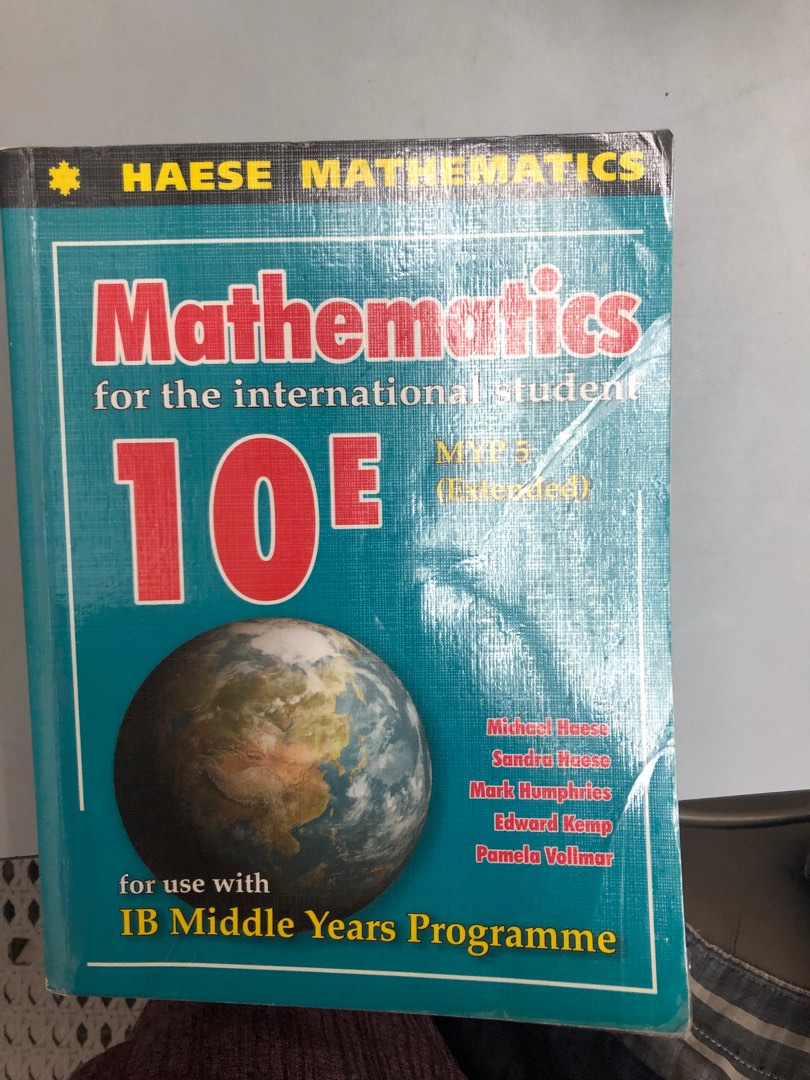 HAESE MATHEMATICS
Mathematics
for the international student
10E
MYP 5
(Extended)
Michael Haese
Sandra Haese
Mark Humphries
Edward Kemp
Pamela Vollmar
for use with
IB Middle Years Programme